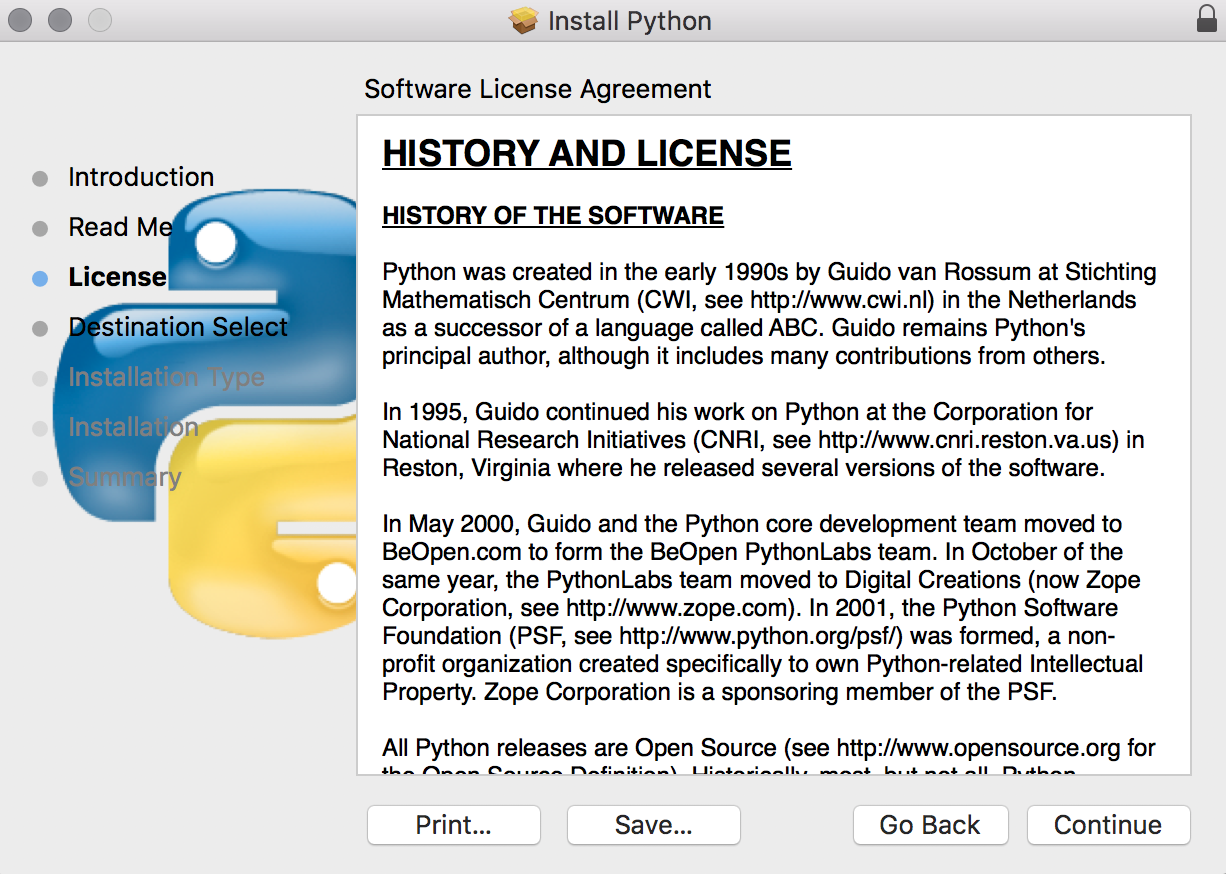 Install Python
Software License Agreement
Introduction
Read Me
License
Destination Select
Installation Type
Installation
Summary
HISTORY AND LICENSE
HISTORY OF THE SOFTWARE
Python was created in the early 1990s by Guido van Rossum at Stichting
Mathematisch Centrum (CWI, see http://www.cwi.nl) in the Netherlands
as a successor of a language called ABC. Guido remains Python's
principal author, although it includes many contributions from others.
In 1995, Guido continued his work on Python at the Corporation for
National Research Initiatives (CNRI, see http://www.cnri.reston.va.us) in
Reston, Virginia where he released several versions of the software.
In May 2000, Guido and the Python core development team moved to
BeOpen.com to form the BeOpen PythonLabs team. In October of the
same year, the PythonLabs team moved to Digital Creations (now Zope
Corporation, see http://www.zope.com). In 2001, the Python Software
Foundation (PSF, see http://www.python.org/psf/) was formed, a non-
profit organization created specifically to own Python-related Intellectual
Property. Zope Corporation is a sponsoring member of the PSF.
All Python releases are Open Source (see http://www.opensource.org for
the Open Source Definition). Historically, most, but not all, Python
Print...
Save...
Go Back
Continue